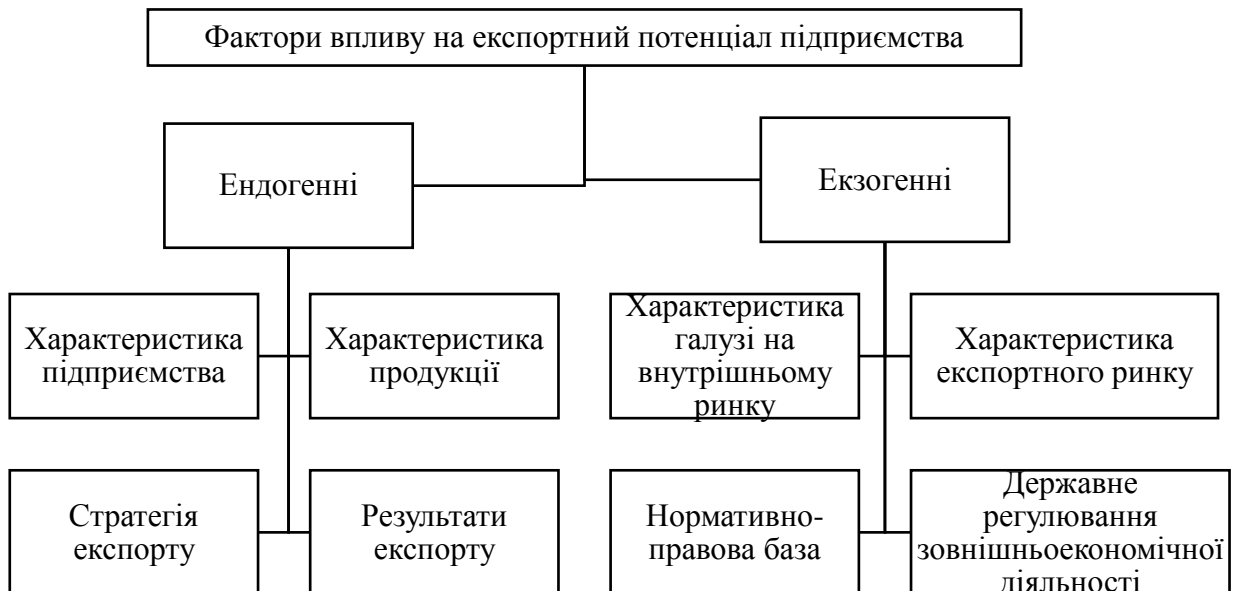 Фактори впливу на експортний потенціал підприємства
Ендогенні
Екзогенні
Характеристика
підприємства
Характеристика
продукції
Характеристика
галузі на
внутрішньому
ринку
Характеристика
експортного ринку
Стратегія
експорту
Результати
експорту
Нормативно-
правова база
Державне
регулювання
зовнішньоекономічної
діяльності